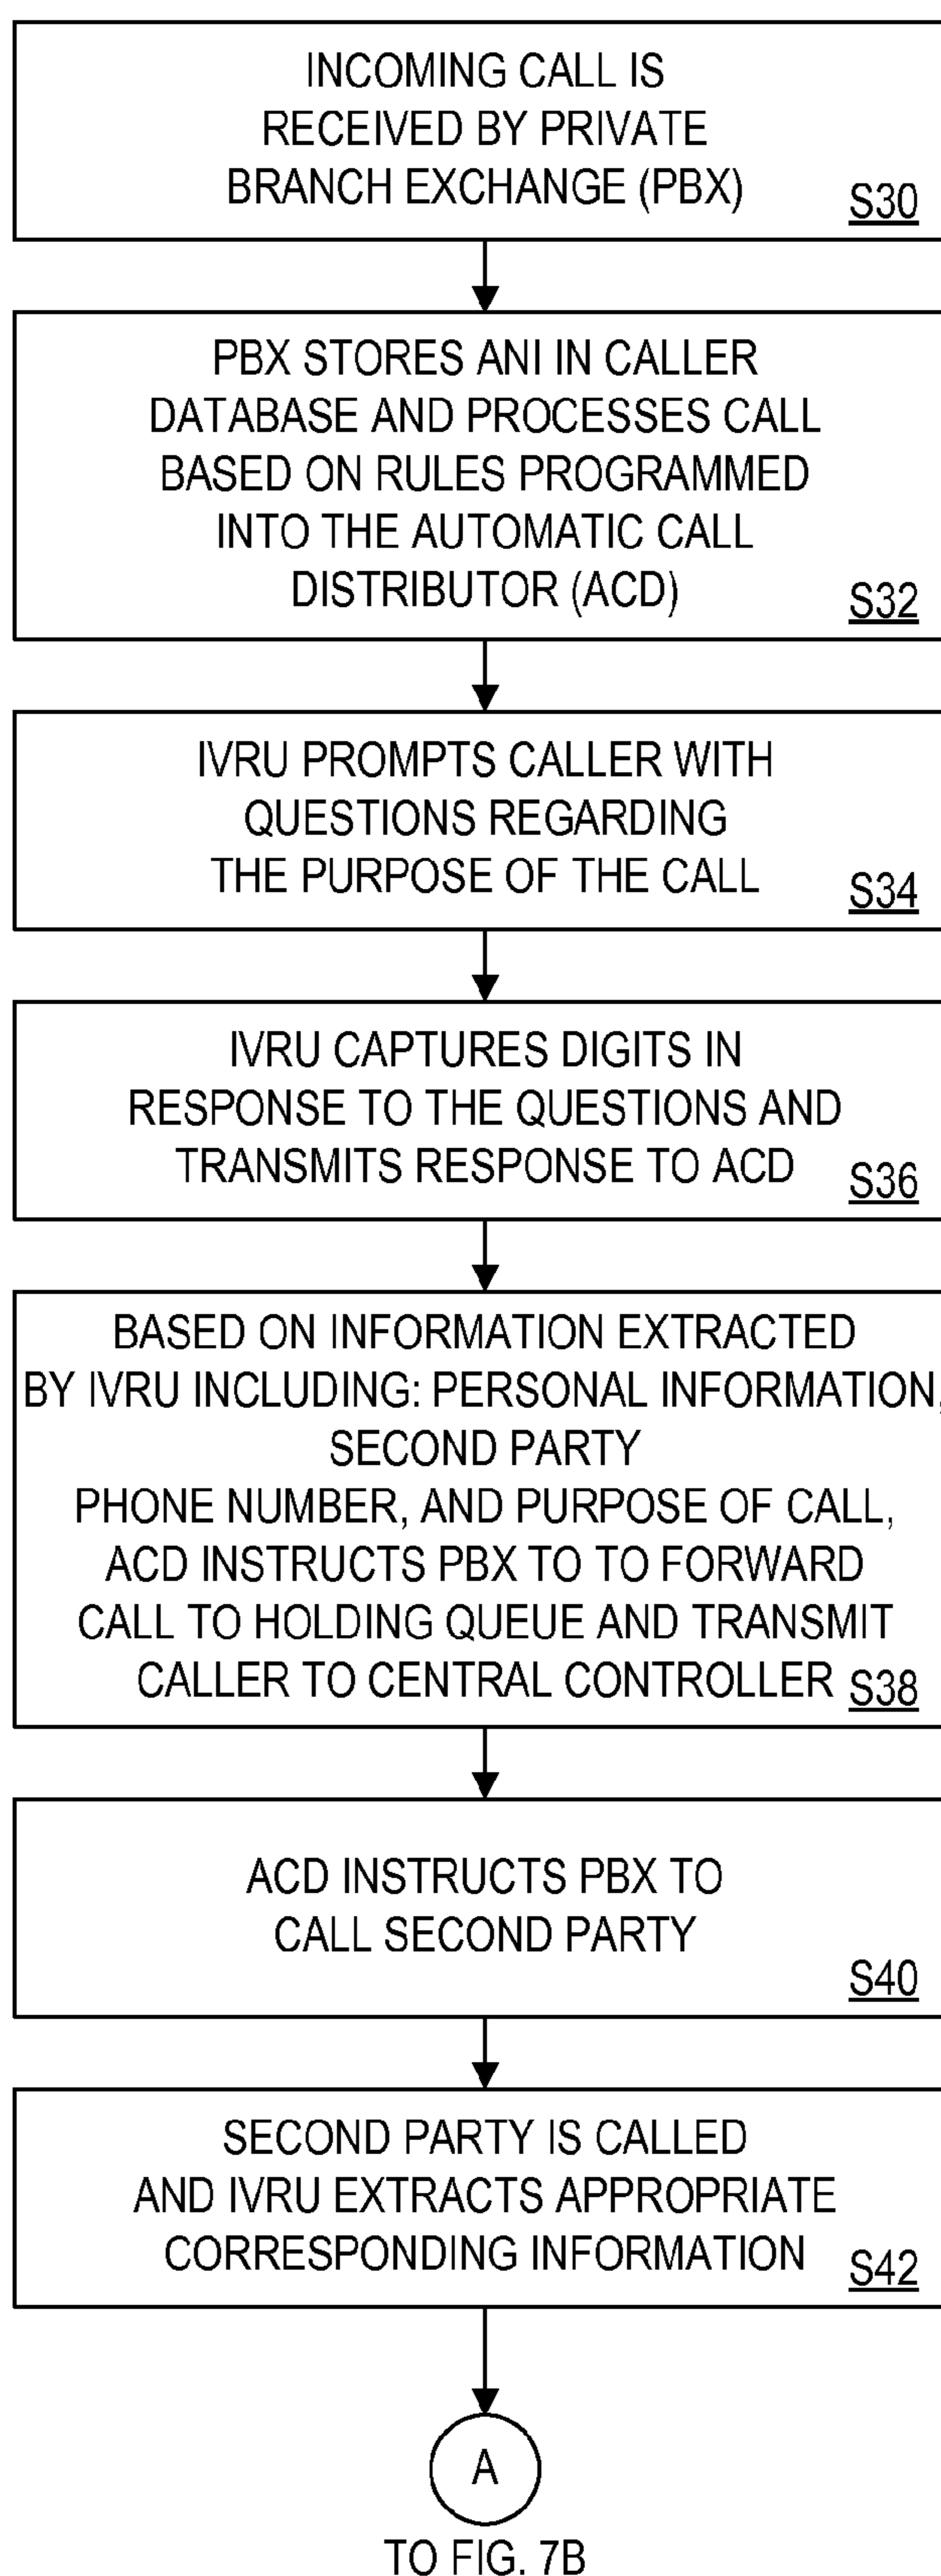 INCOMING CALL IS
RECEIVED BY PRIVATE
BRANCH EXCHANGE (PBX)
S30
PBX STORES ANI IN CALLER
DATABASE AND PROCESSES CALL
BASED ON RULES PROGRAMMED
INTO THE AUTOMATIC CALL
DISTRIBUTOR (ACD)
S32
IVRU PROMPTS CALLER WITH
QUESTIONS REGARDING
THE PURPOSE OF THE CALL
S34
IVRU CAPTURES DIGITS IN
RESPONSE TO THE QUESTIONS AND
TRANSMITS RESPONSE TO ACD
S36
BASED ON INFORMATION EXTRACTED
BY IVRU INCLUDING: PERSONAL INFORMATION,
SECOND PARTY
PHONE NUMBER, AND PURPOSE OF CALL,
ACD INSTRUCTS PBX TO TO FORWARD
CALL TO HOLDING QUEUE AND TRANSMIT
CALLER TO CENTRAL CONTROLLER S38
ACD INSTRUCTS PBX TO
CALL SECOND PARTY
S40
SECOND PARTY IS CALLED
AND IVRU EXTRACTS APPROPRIATE
CORRESPONDING INFORMATION
S42
A
TO FIG. 7B